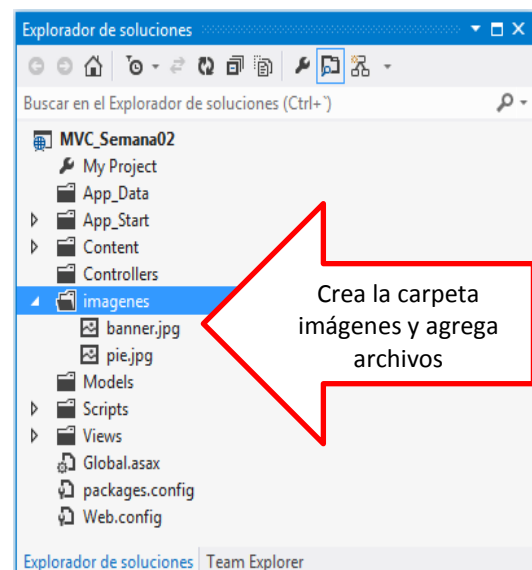 Explorador de soluciones
Buscar en el Explorador de soluciones (Ctrl+`)
MVC_Semana02
My Project
App_Data
App_Start
Content
Controllers
imagenes
banner.jpg
pie.jpg
Models
Scripts
Views
Global.asax
packages.config
Web.config
Crea la carpeta
imágenes y agrega
archivos
Explorador de soluciones
Team Explorer